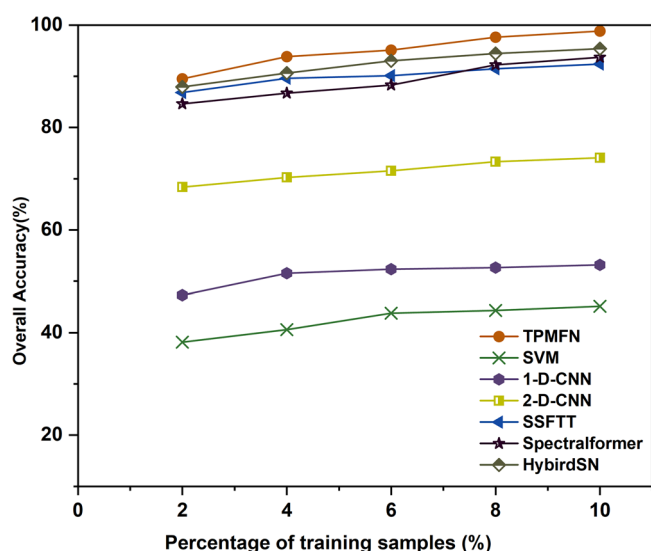 100
80
60
40
20
0
2
4
6
8
10
Overall Accuracy(%)
Percentage of training samples (%)
TPMFN
SVM
1-D-CNN
2-D-CNN
SSFTT
Spectralformer
HybirdSN